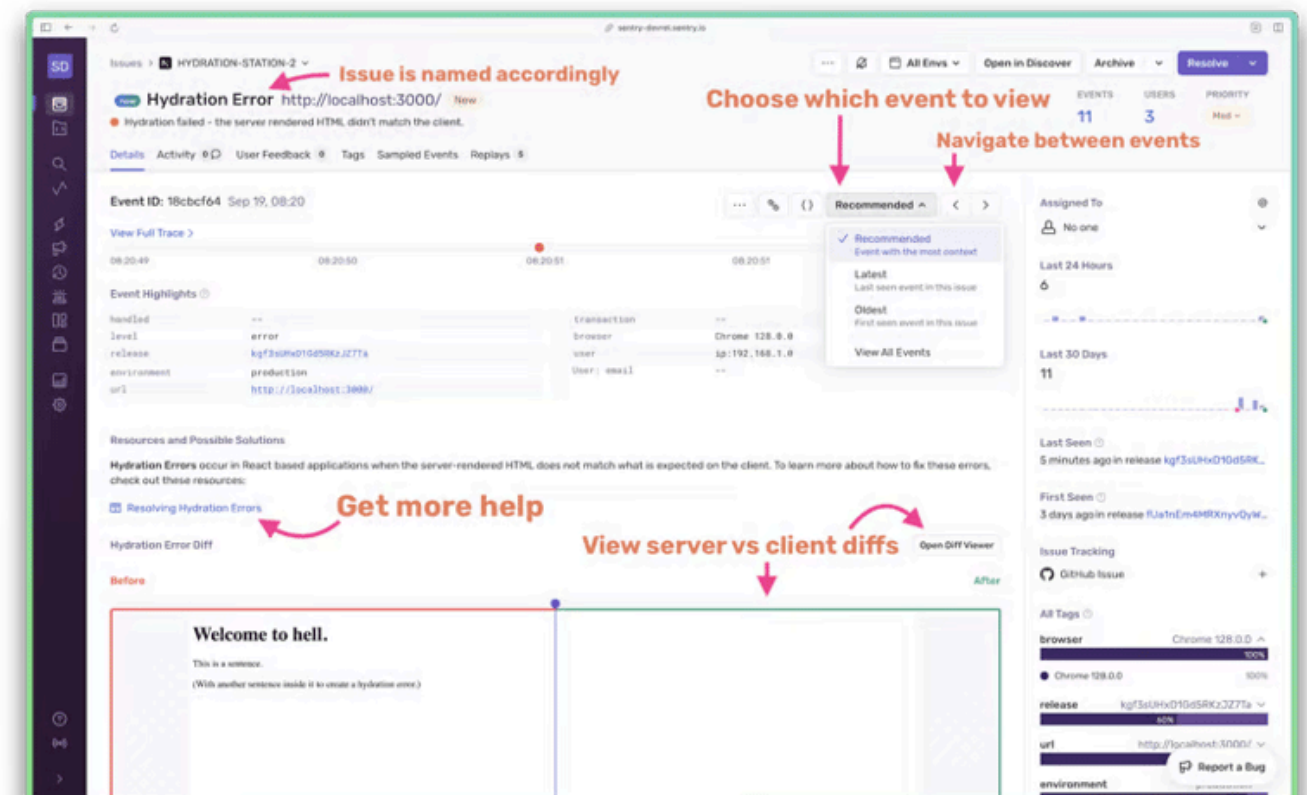 sentry-devrel.sentry.io
SD
Issues > HYDRATION-STATION-2
Issue is named accordingly
... All Envs Open in Discover Archive Resolve
New Hydration Error http://localhost:3000/ New
Choose which event to view
EVENTS USERS PRIORITY
11 3 Med
Hydration failed - the server rendered HTML didn't match the client.
Navigate between events
Details Activity 0 User Feedback 0 Tags Sampled Events Replays 5
Event ID: 18cbcf64 Sep 19, 08:20
... {} Recommended < >
View Full Trace >
08:20:49 08:20:50 08:20:51 08:20:51
Recommended
Event with the most context
Latest
Last seen event in this issue
Oldest
First seen event in this issue
View All Events
Event Highlights
handled --
level error
release
environment production
url http://localhost:3000/
transaction --
browser Chrome 128.0.0
user ip:192.168.1.0
User: email --
Resources and Possible Solutions
Hydration Errors occur in React based applications when the server-rendered HTML does not match what is expected on the client. To learn more about how to fix these errors,
check out these resources:
Resolving Hydration Errors
Get more help
Hydration Error Diff
View server vs client diffs
Open Diff Viewer
Before After
Welcome to hell.
This is a sentence.
(With another sentence inside it to create a hydration error.)
Assigned To
No one
Last 24 Hours
6
Last 30 Days
11
Last Seen
5 minutes ago in release
First Seen
3 days ago in release
Issue Tracking
GitHub Issue +
All Tags
browser Chrome 128.0.0
100%
Chrome 128.0.0 100%
release
60%
url http://localhost:3000/
Report a Bug
environment